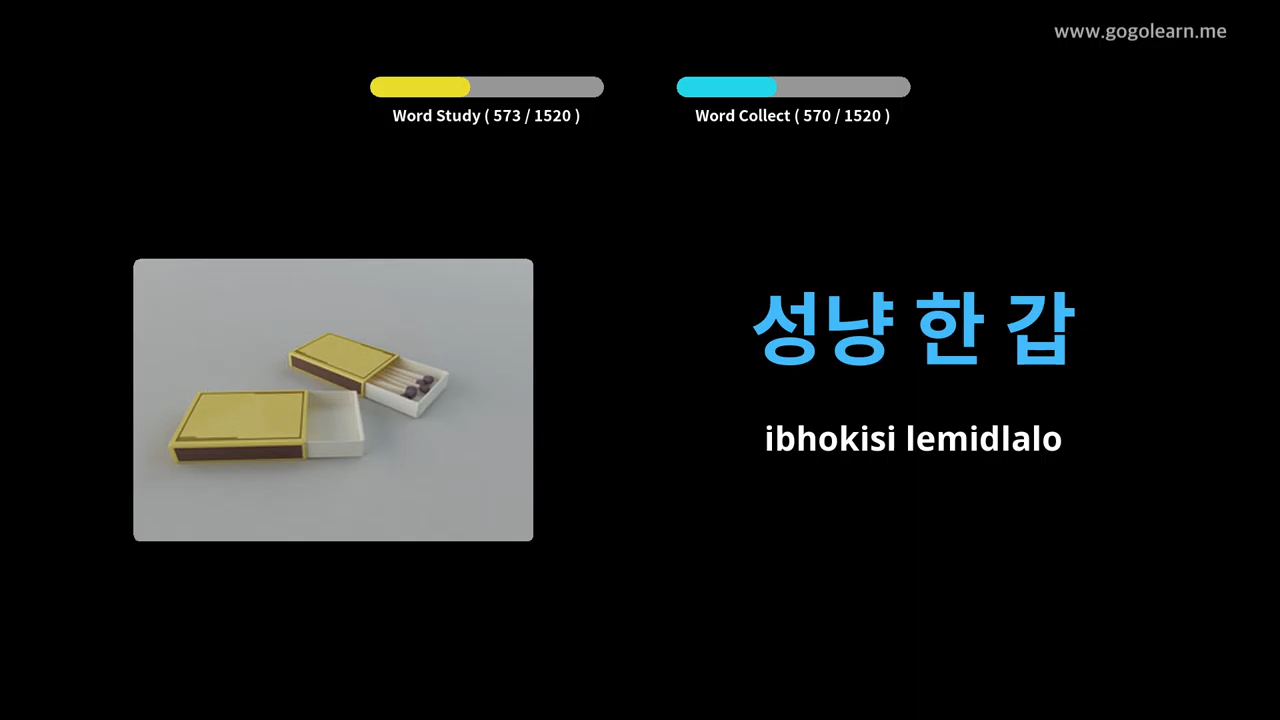 www.gogolearn.me
Word Study ( 573 / 1520 )
Word Collect ( 570 / 1520 )
성냥 한 갑
ibhokisi lemidlalo